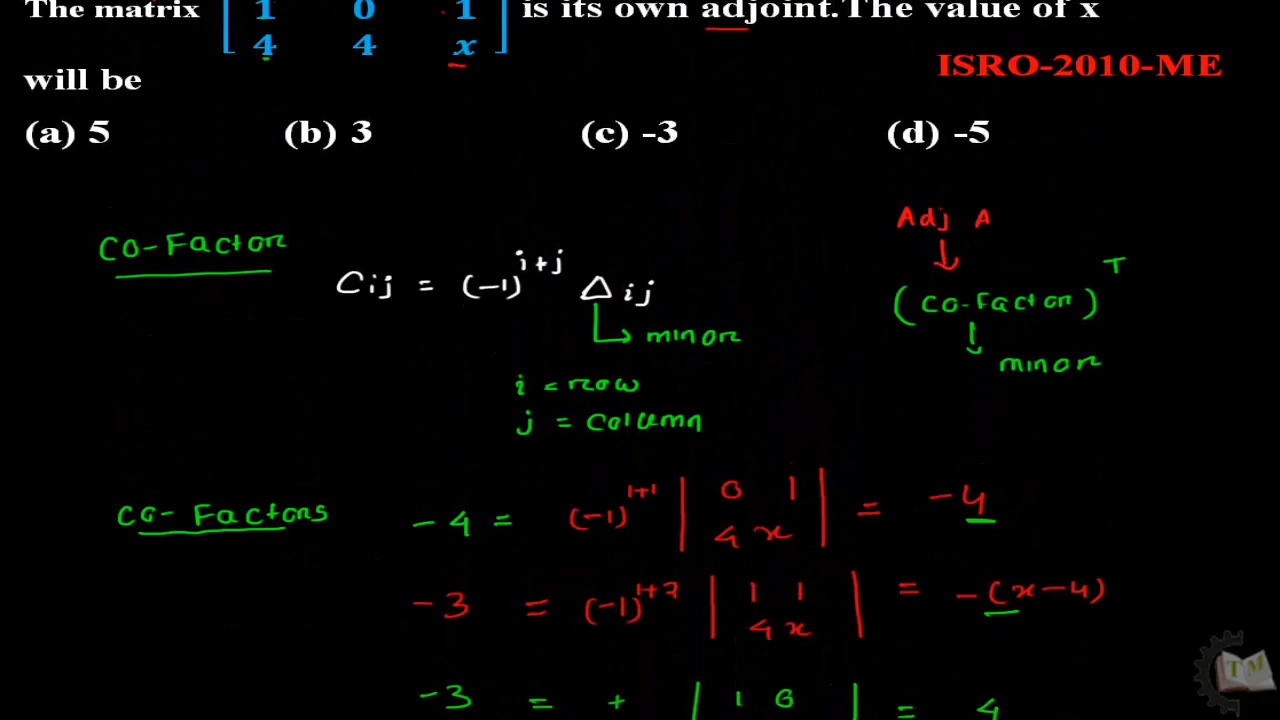 The matrix [ 1 0 1 ] is its own adjoint.The value of x
4 4 x
ISRO-2010-ME
will be
(a) 5 (b) 3 (c) -3 (d) -5
Adj A
Co-Factor
Cij = (-1)^i+j Δij
(Co-Factor)^T
minor
minor
i = row
j = column
Co-Factors
-4 = (-1)^1+1 | 0 1 | = -4
4 x
-3 = (-1)^1+2 | 1 1 | = -(x-4)
4 x
-3 = + | 1 0 | = 4
TM